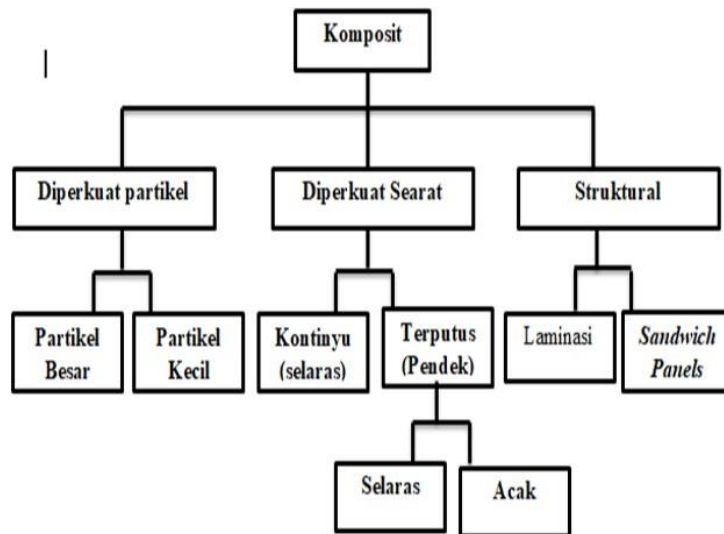 Komposit
Diperkuat partikel
Diperkuat Searat
Struktural
Partikel
Besar
Partikel
Kecil
Kontinyu
(selaras)
Terputus
(Pendek)
Laminasi
Sandwich
Panels
Selaras
Acak